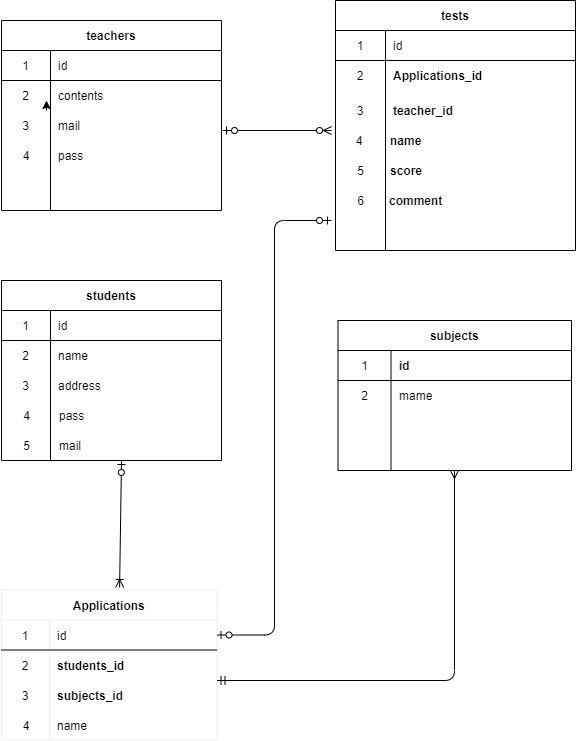 teachers
1 id
2 contents
3 mail
4 pass
tests
1 id
2 Applications_id
3 teacher_id
4 name
5 score
6 comment
students
1 id
2 name
3 address
4 pass
5 mail
subjects
1 id
2 mame
Applications
1 id
2 students_id
3 subjects_id
4 name